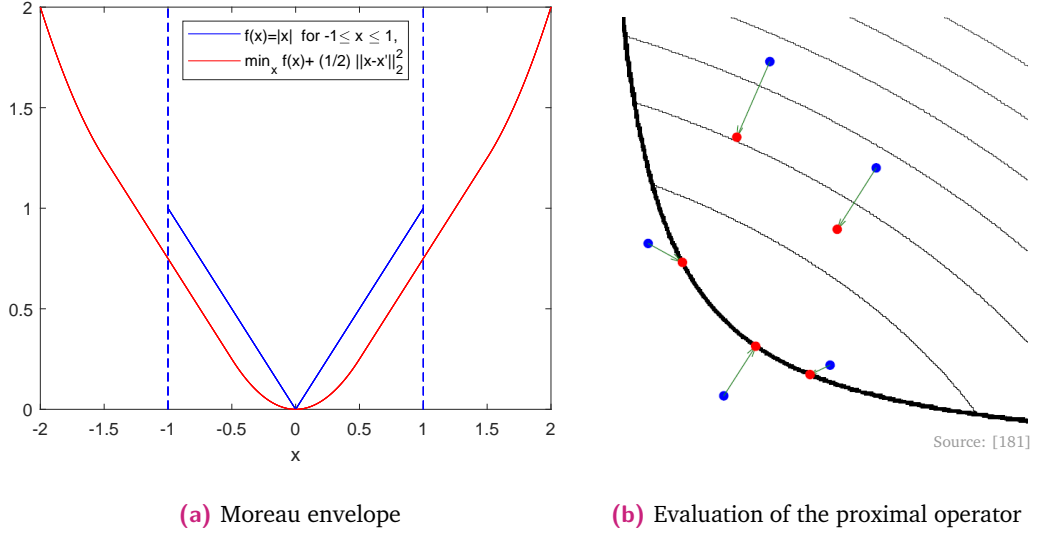 2
1.5
1
0.5
0
-2 -1.5 -1 -0.5 0 0.5 1 1.5 2
x
f(x)=|x| for -1≤ x ≤ 1,
min_x f(x)+ (1/2) ||x-x'||_2^2
Source: [181]
(a) Moreau envelope
(b) Evaluation of the proximal operator